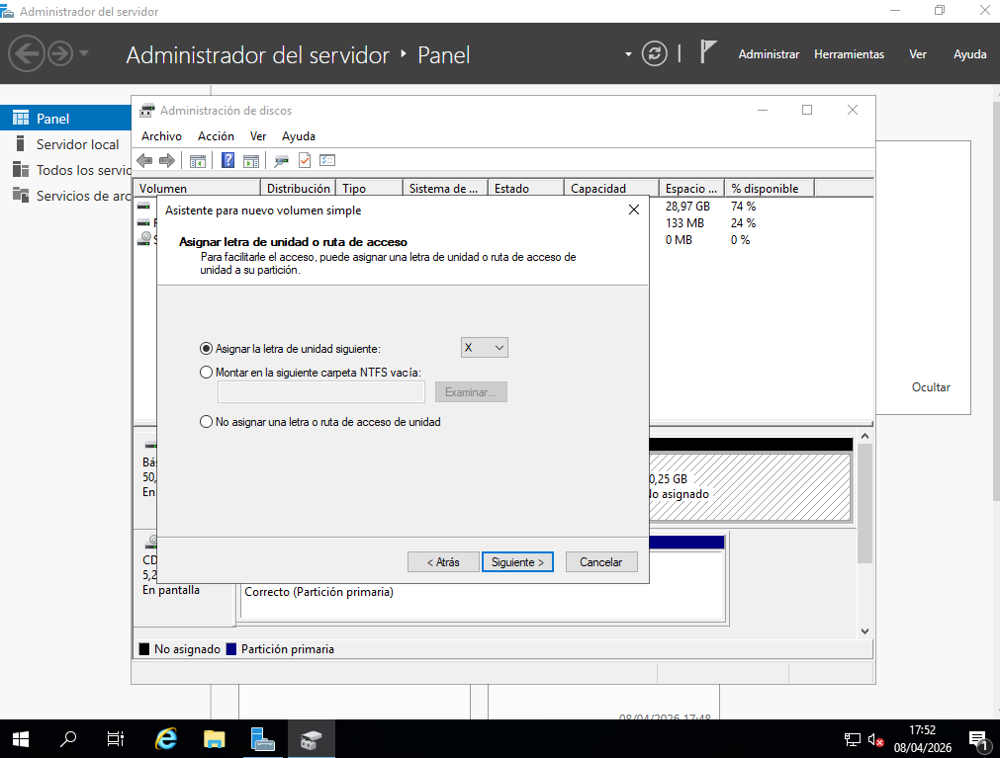 Administrador del servidor
Administrador del servidor ‣ Panel
Administrar Herramientas Ver Ayuda
Panel
Servidor local
Todos los servic
Servicios de arc
Administración de discos
Archivo Acción Ver Ayuda
Volumen Distribución Tipo Sistema de ... Estado Capacidad Espacio ... % disponible
28,97 GB 74 %
133 MB 24 %
0 MB 0 %
Asistente para nuevo volumen simple
Asignar letra de unidad o ruta de acceso
Para facilitarle el acceso, puede asignar una letra de unidad o ruta de acceso de
unidad a su partición.
Asignar la letra de unidad siguiente: X
Montar en la siguiente carpeta NTFS vacía:
Examinar...
No asignar una letra o ruta de acceso de unidad
< Atrás Siguiente > Cancelar
Ocultar
Bás
50,
En
0,25 GB
No asignado
CD
5,2
En pantalla
Correcto (Partición primaria)
No asignado Partición primaria
08/04/2026 17:48
17:52
08/04/2026
1